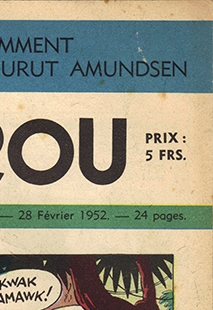 OMMENT
OURUT AMUNDSEN
ROU
PRIX :
5 FRS.
— 28 Février 1952. — 24 pages.
KWAK
AMAWK!